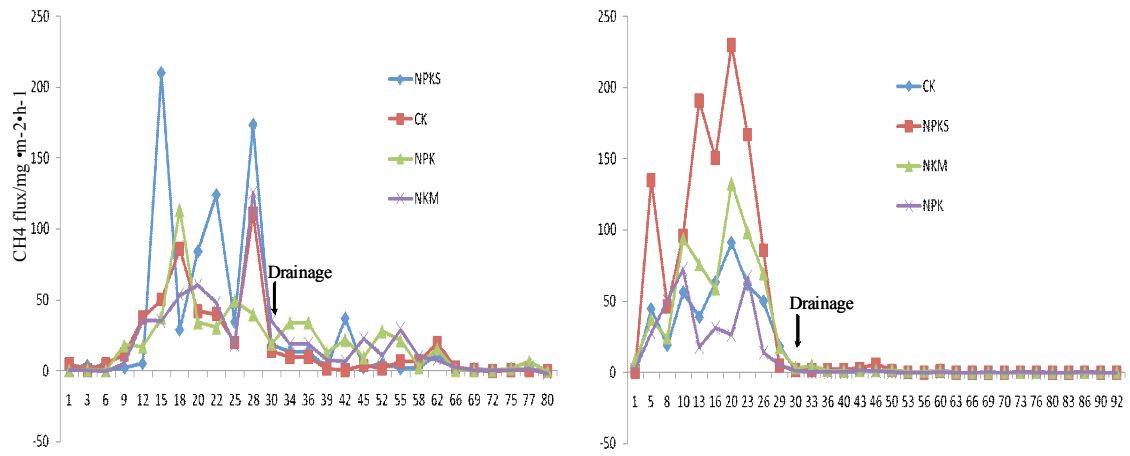 250
200
150
100
50
0
-50
CH4 flux/mg •m-2•h-1
1 3 6 9 12 15 18 20 22 25 28 30 34 36 39 42 45 52 55 58 62 66 69 72 75 77 80
NPKS
CK
NPK
NKM
Drainage
250
200
150
100
50
0
-50
1 5 8 10 13 16 20 23 26 28 30 33 36 40 43 46 50 53 56 60 63 66 69 70 73 76 80 83 86 90 92
CK
NPKS
NKM
NPK
Drainage